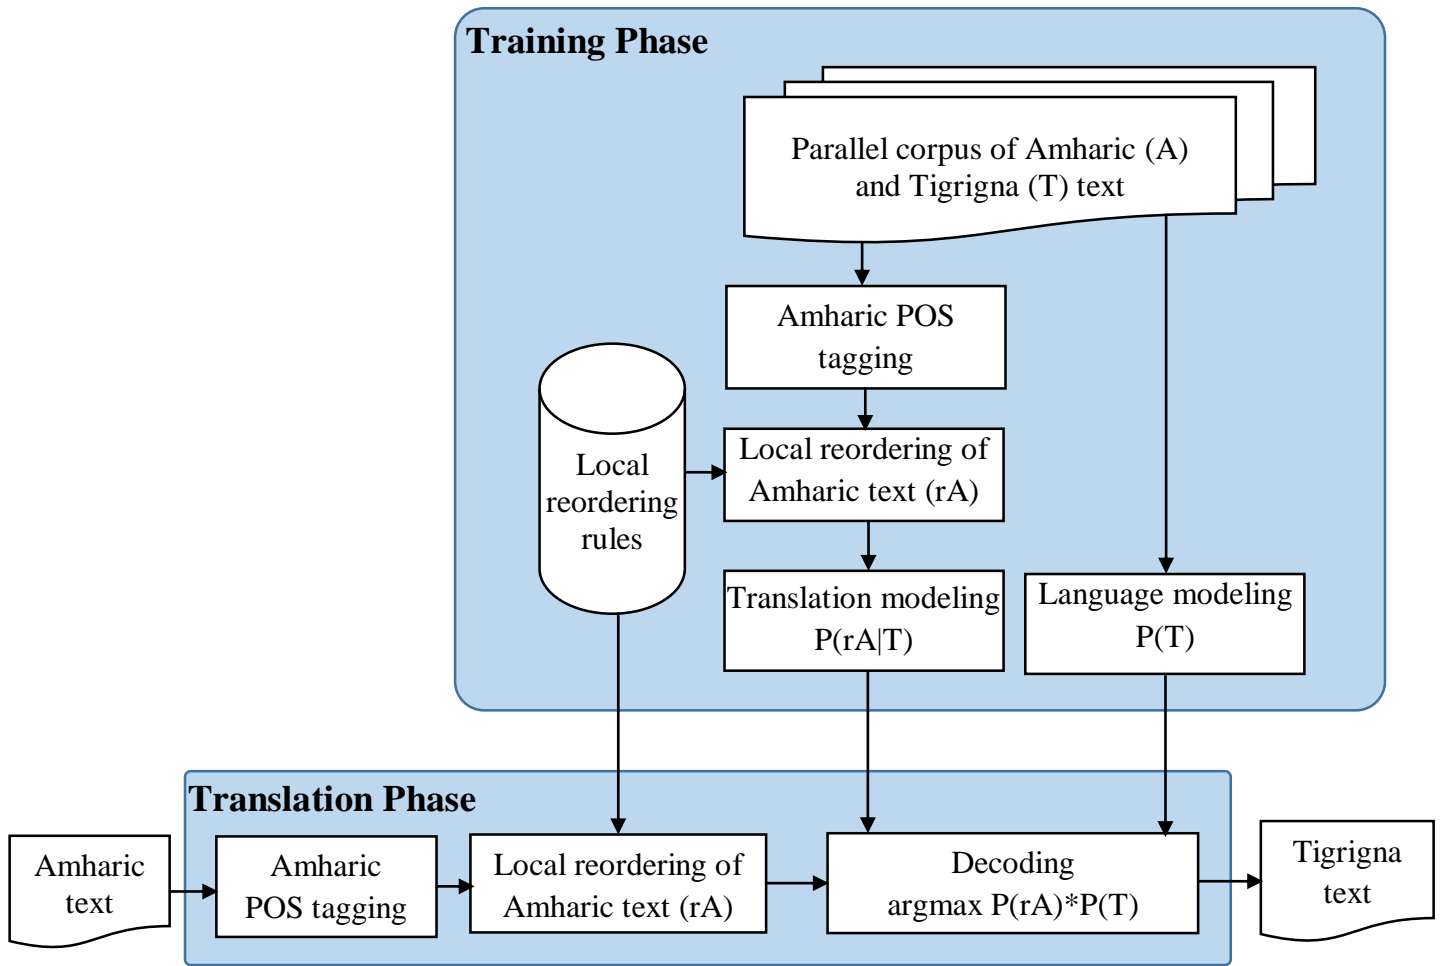 Training Phase
Parallel corpus of Amharic (A)
and Tigrigna (T) text
Amharic POS
tagging
Local
reordering
rules
Local reordering of
Amharic text (rA)
Translation modeling
P(rA|T)
Language modeling
P(T)
Translation Phase
Amharic
text
Amharic
POS tagging
Local reordering of
Amharic text (rA)
Decoding
argmax P(rA)*P(T)
Tigrigna
text